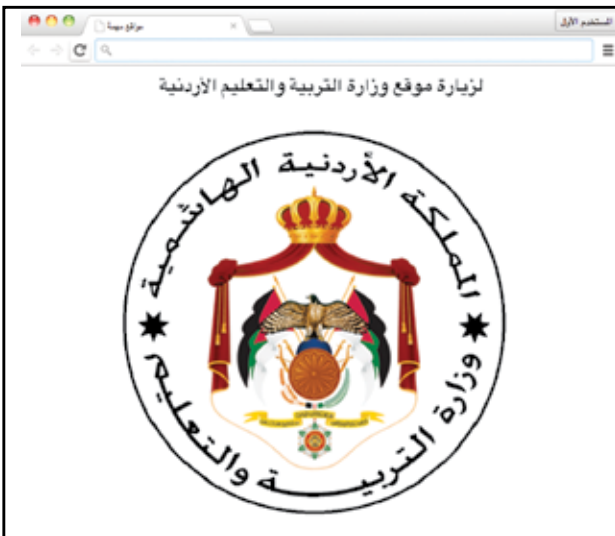 مواقع مهمة
المستخدم الأول
لزيارة موقع وزارة التربية والتعليم الأردنية
المملكة الأردنية الهاشمية
وزارة التربية والتعليم